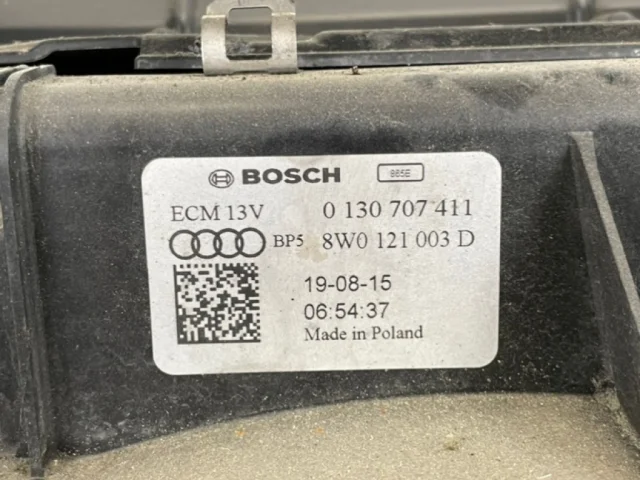 BOSCH
ECM 13V 0 130 707 411
BP5 8W0 121 003 D
19-08-15
06:54:37
Made in Poland